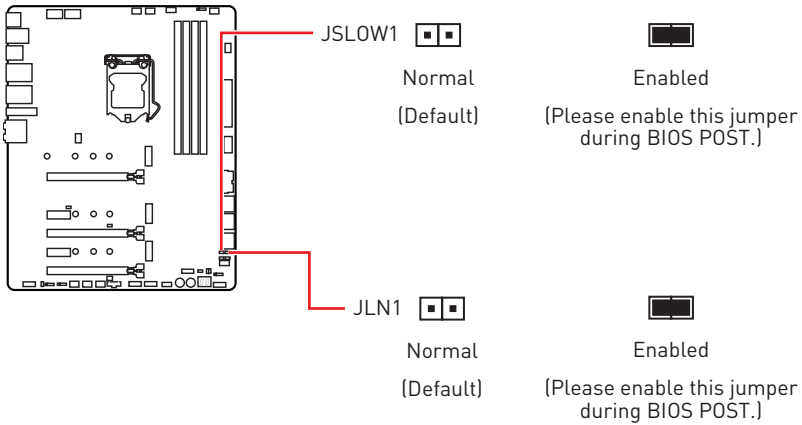 JSLOW1
Normal
Enabled
(Default)
(Please enable this jumper
during BIOS POST.)
JLN1
Normal
Enabled
(Default)
(Please enable this jumper
during BIOS POST.)